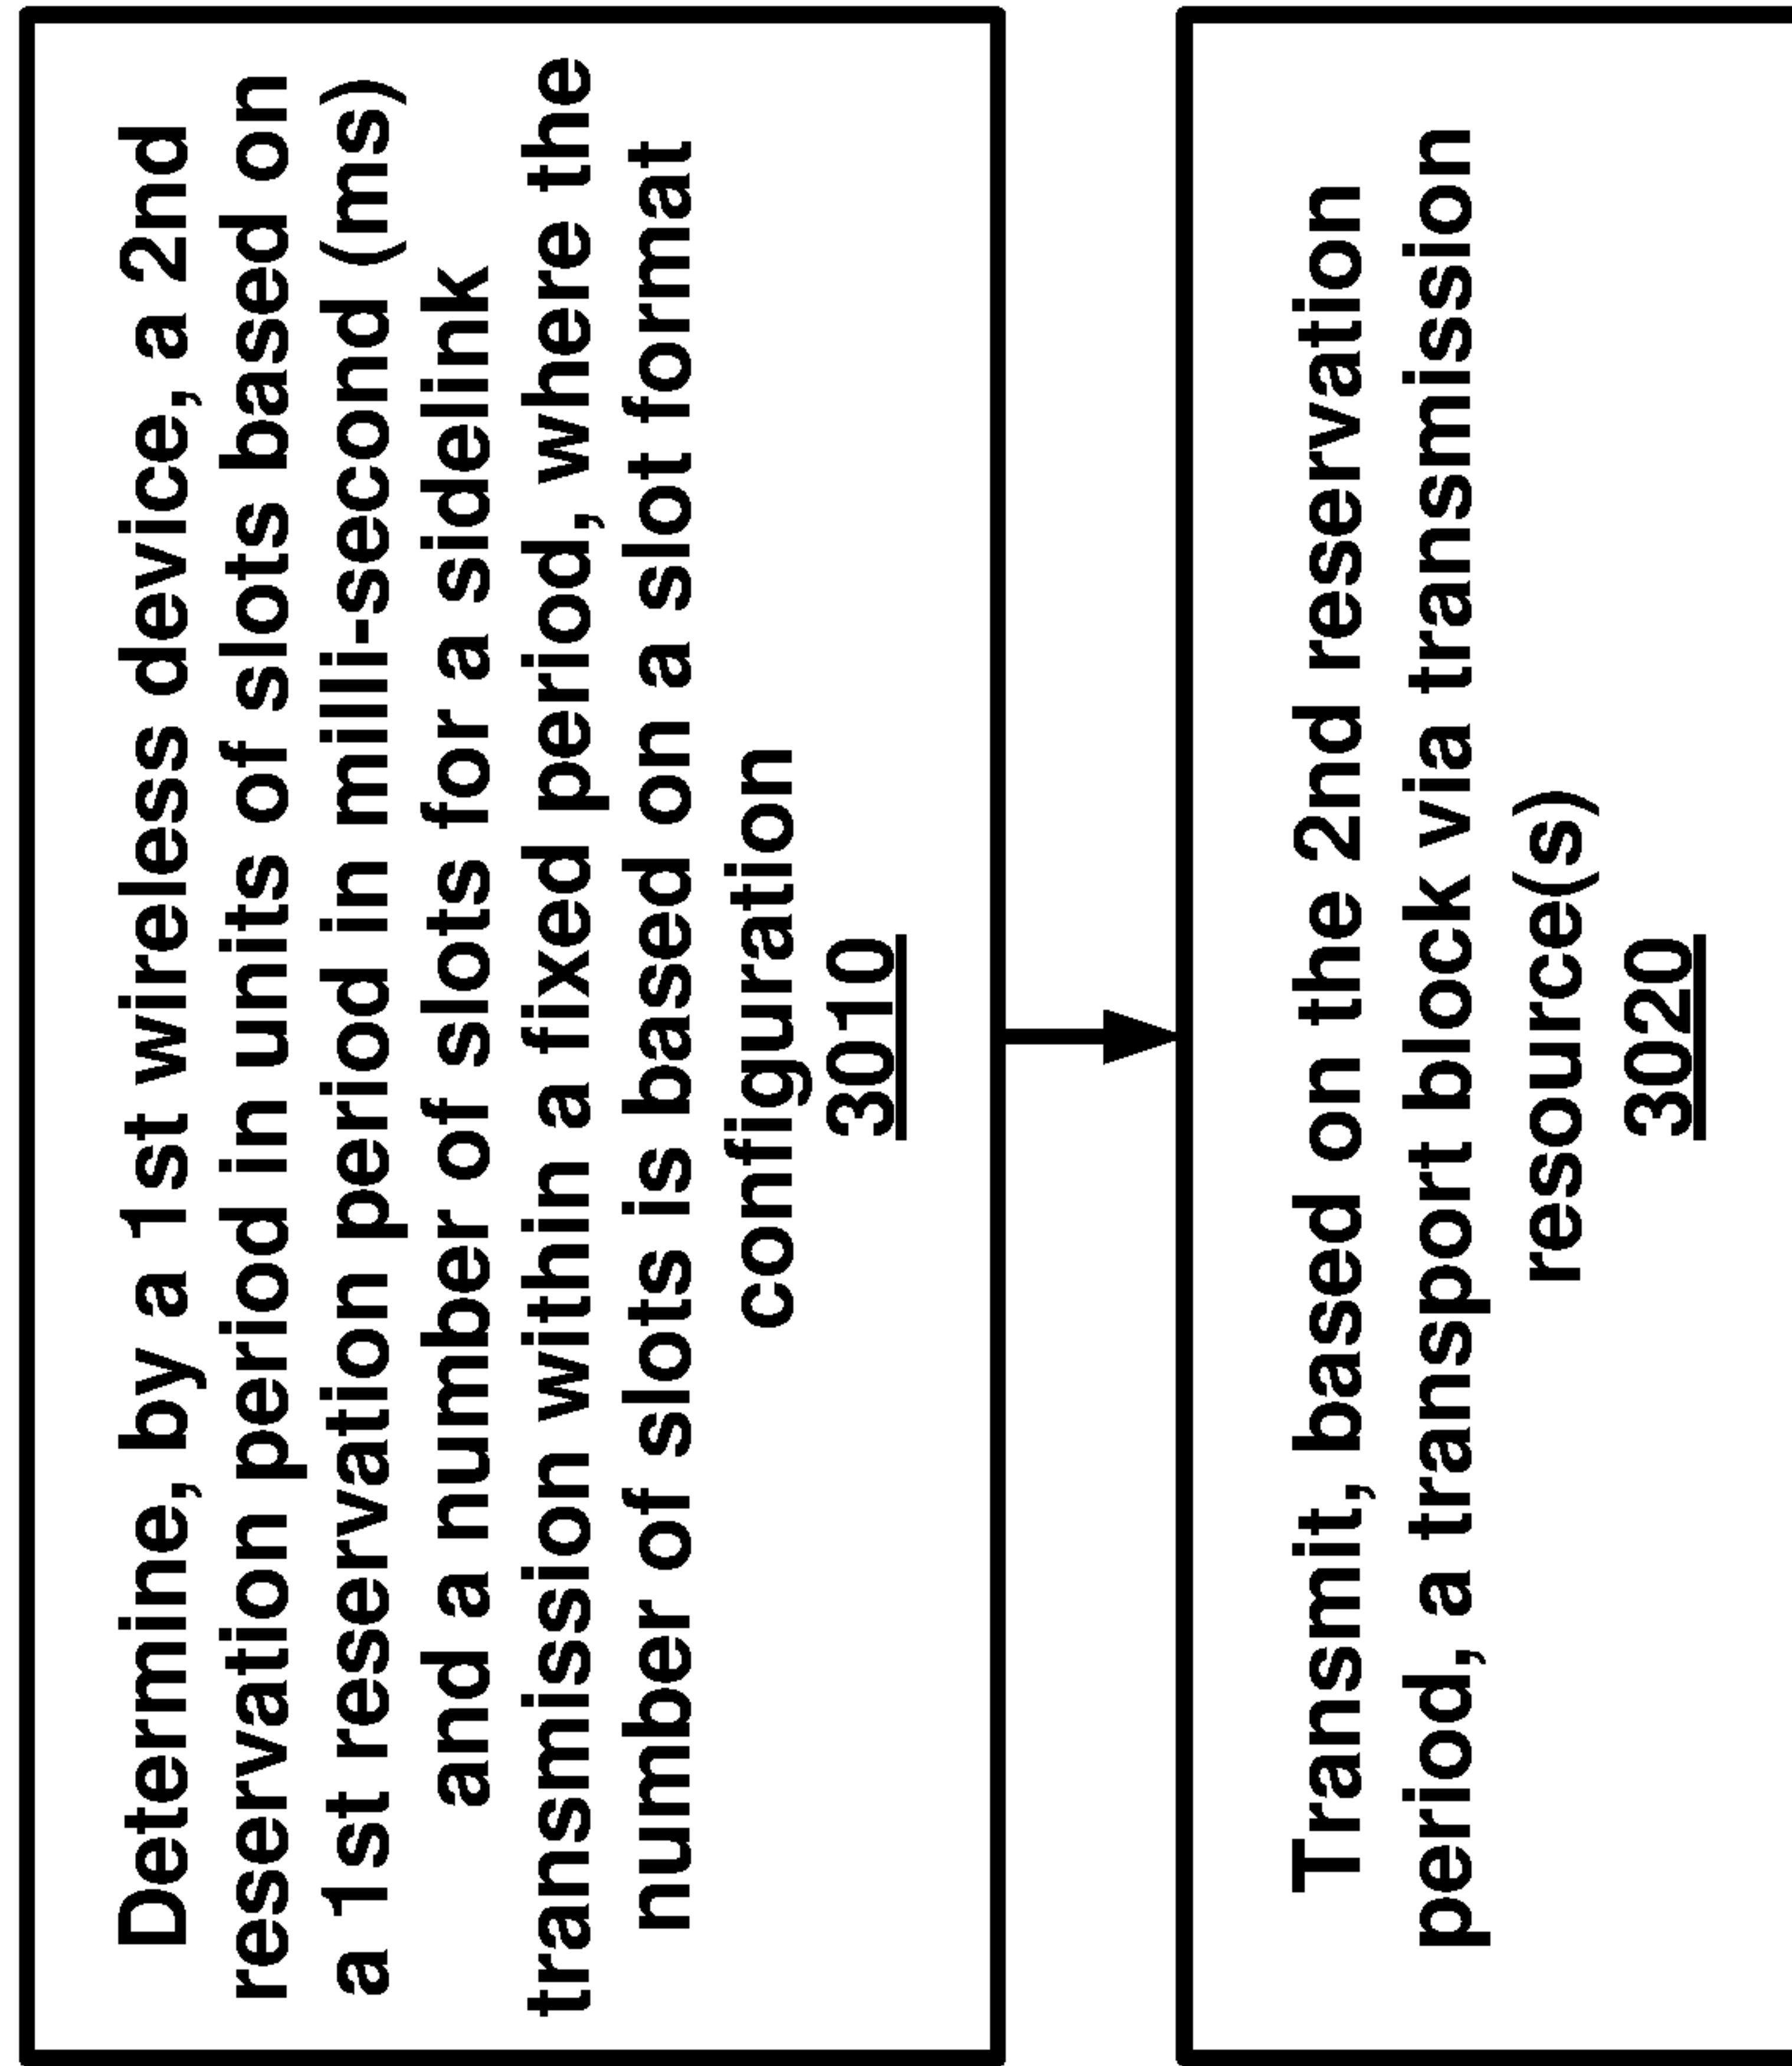 Determine, by a 1st wireless device, a 2nd
reservation period in units of slots based on
a 1st reservation period in milli-second (ms)
and a number of slots for a sidelink
transmission within a fixed period, where the
number of slots is based on a slot format
configuration
3010
Transmit, based on the 2nd reservation
period, a transport block via transmission
resource(s)
3020